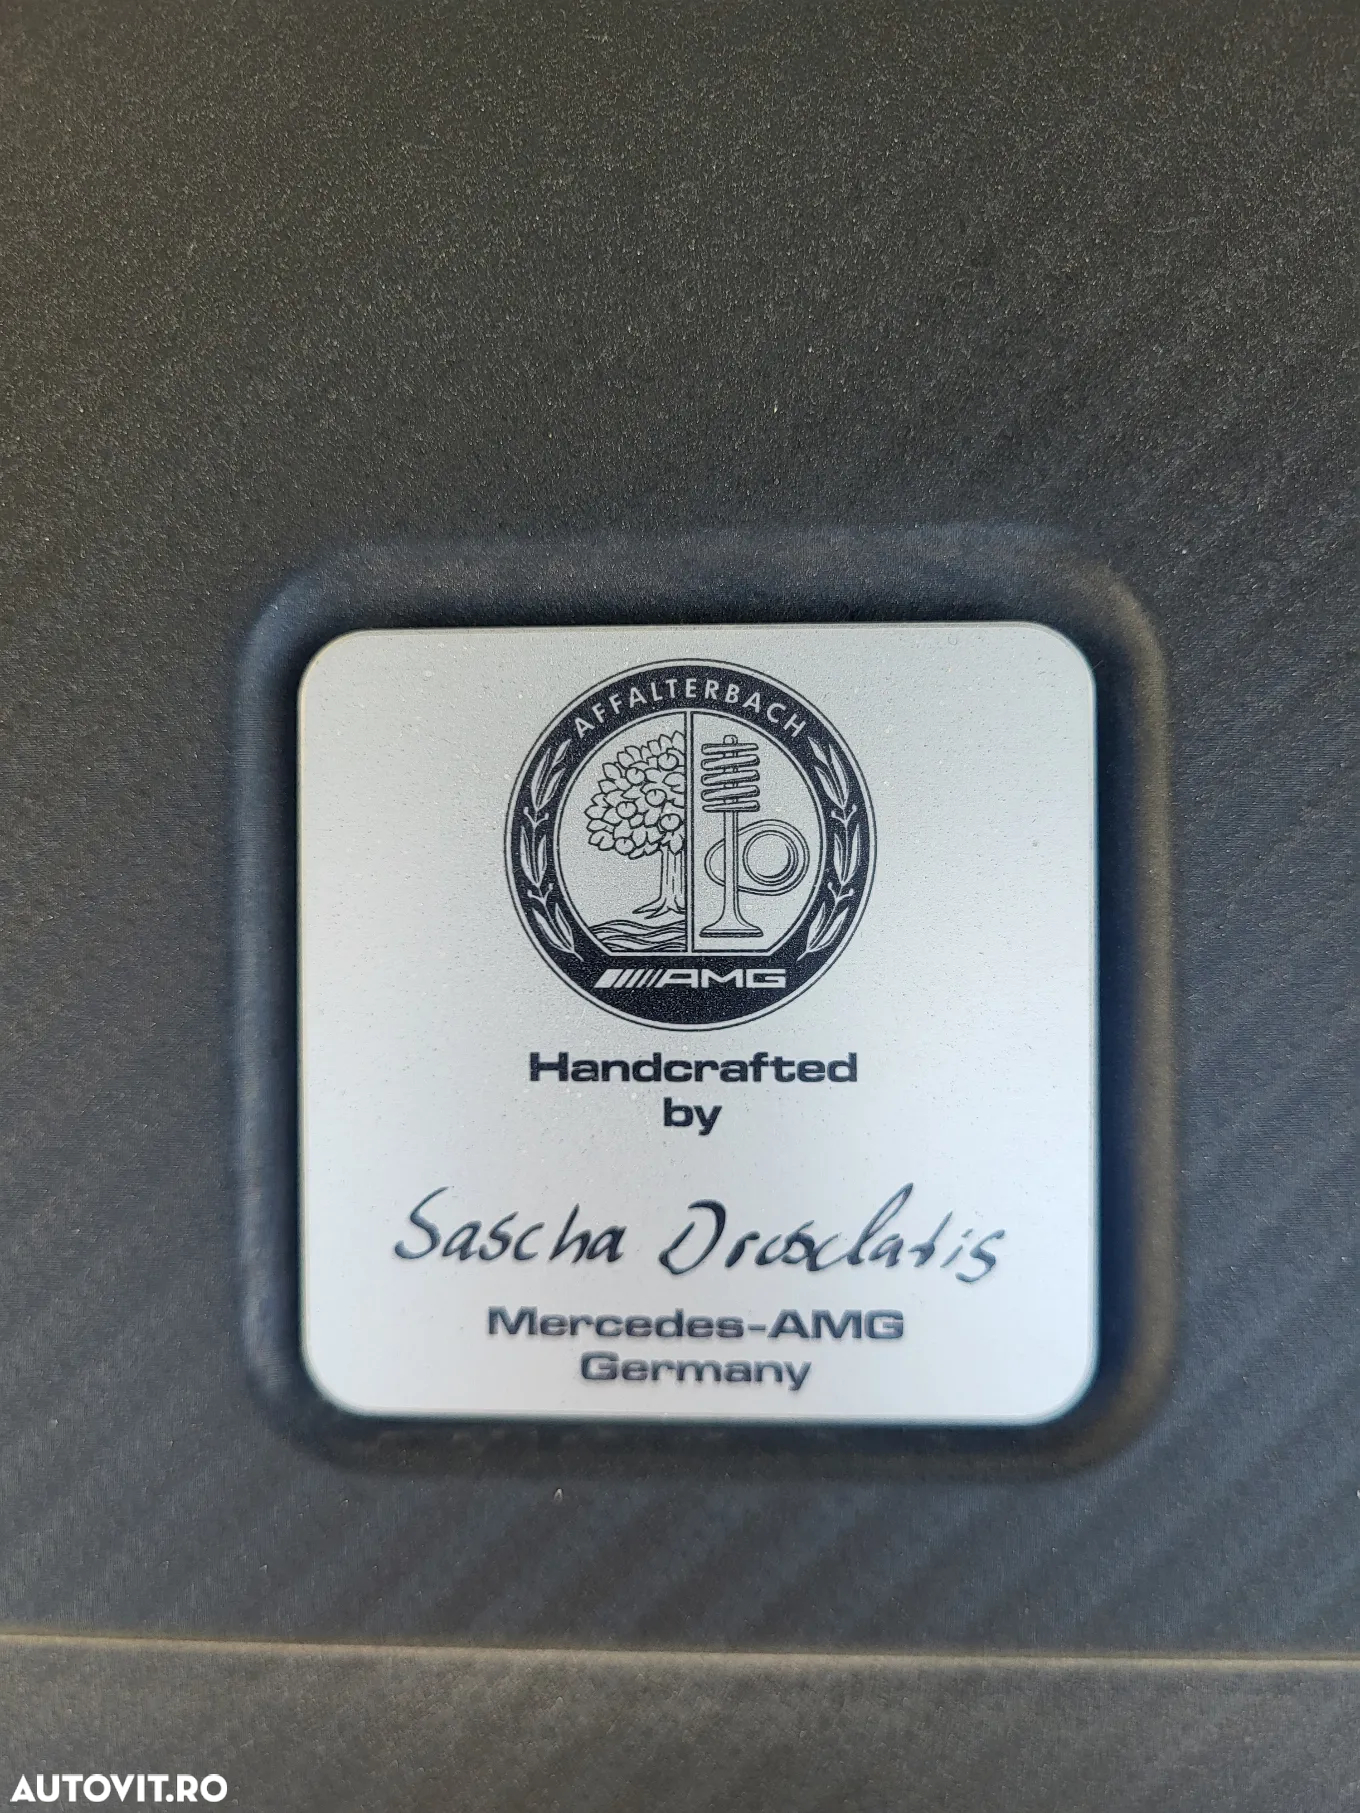 AFFALTERBACH
AMG
Handcrafted
by
Sascha
Mercedes-AMG
Germany
AUTOVIT.RO